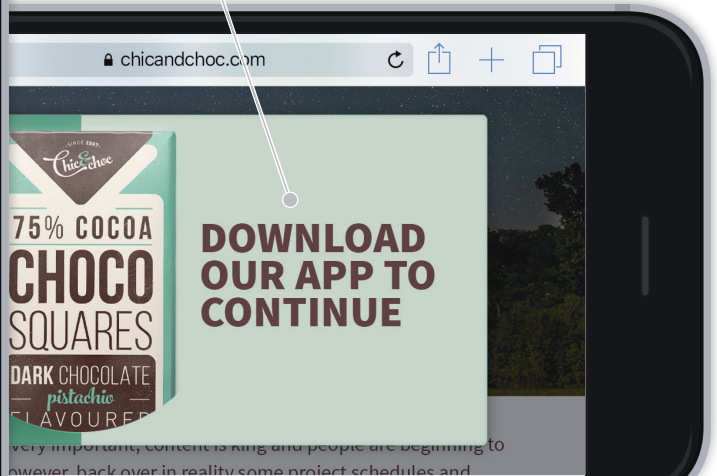 chicandchoc.com
·SINCE 2007·
Chic&choc
75% COCOA
CHOCO
SQUARES
DARK CHOCOLATE
pistachio
FLAVOURED
DOWNLOAD
OUR APP TO
CONTINUE
very important, content is king and people are beginning to
owever, back over in reality some project schedules and